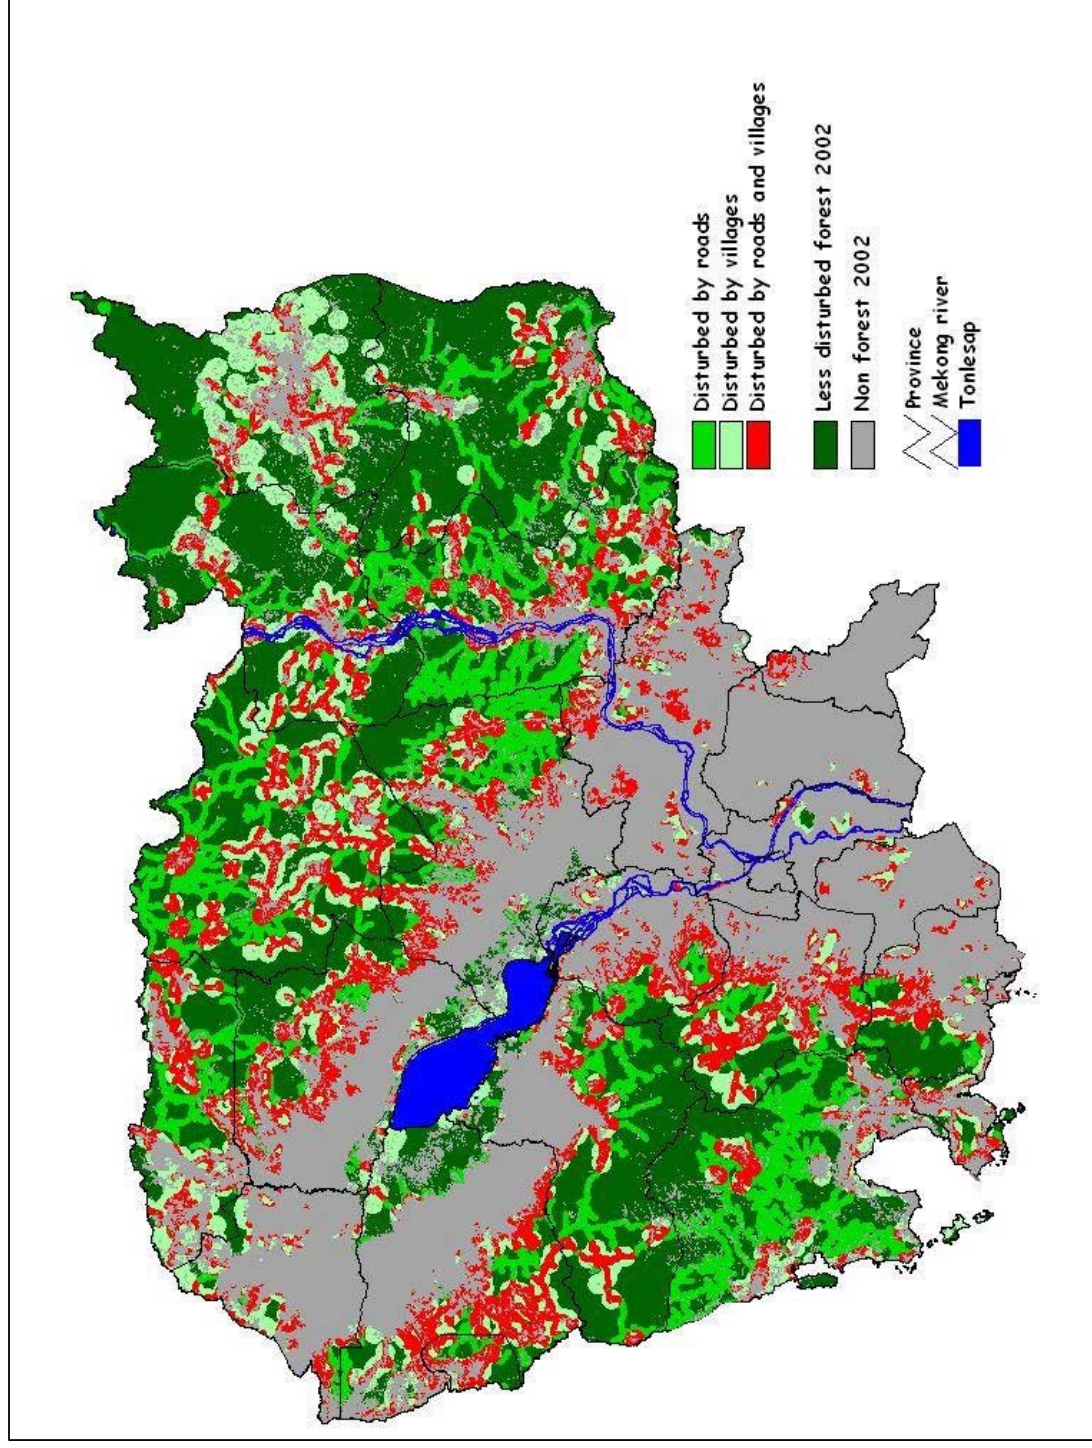 Disturbed by roads
Disturbed by villages
Disturbed by roads and villages
Less disturbed forest 2002
Non forest 2002
Province
Mekong river
Tonlesap